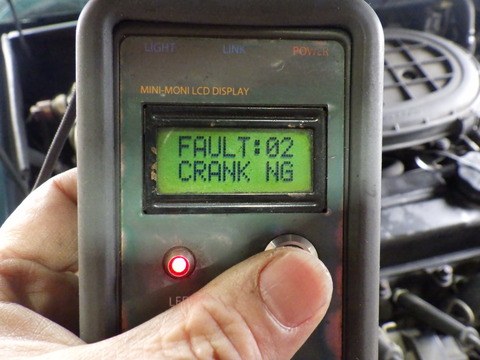 LIGHT LINK POWER
MINI-MONI LCD DISPLAY
FAULT:02
CRANK NG